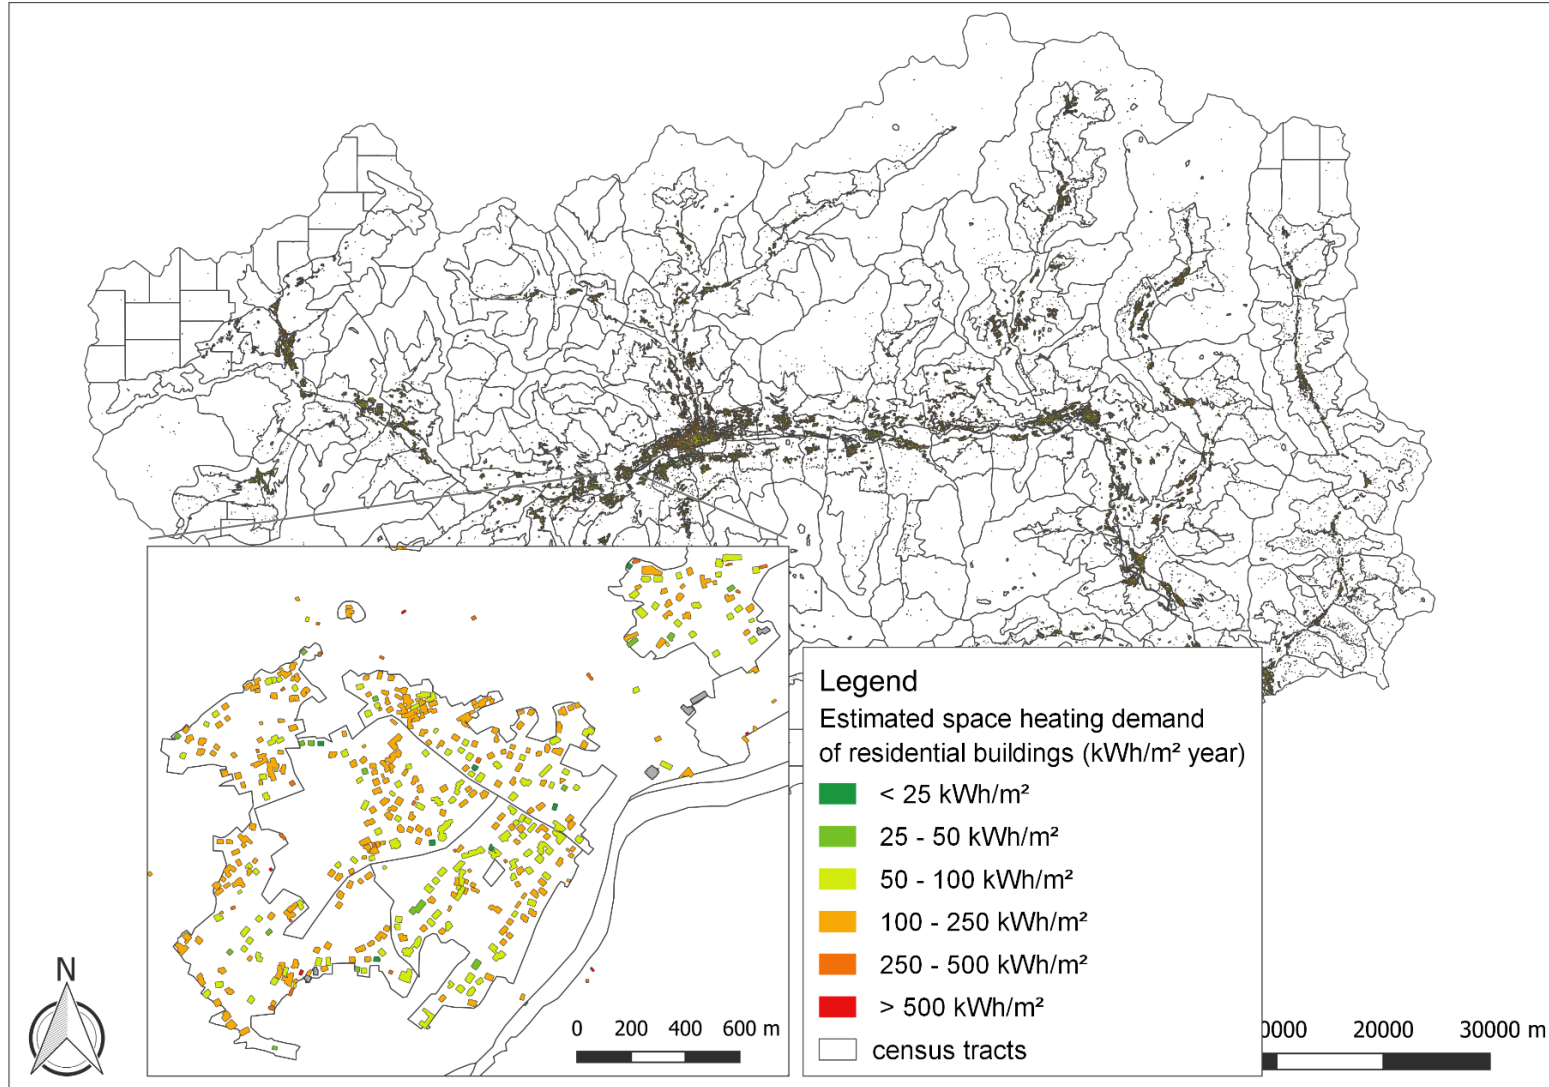 Legend
Estimated space heating demand
of residential buildings (kWh/m² year)
< 25 kWh/m²
25 - 50 kWh/m²
50 - 100 kWh/m²
100 - 250 kWh/m²
250 - 500 kWh/m²
> 500 kWh/m²
census tracts
N
0 200 400 600 m
0000 20000 30000 m